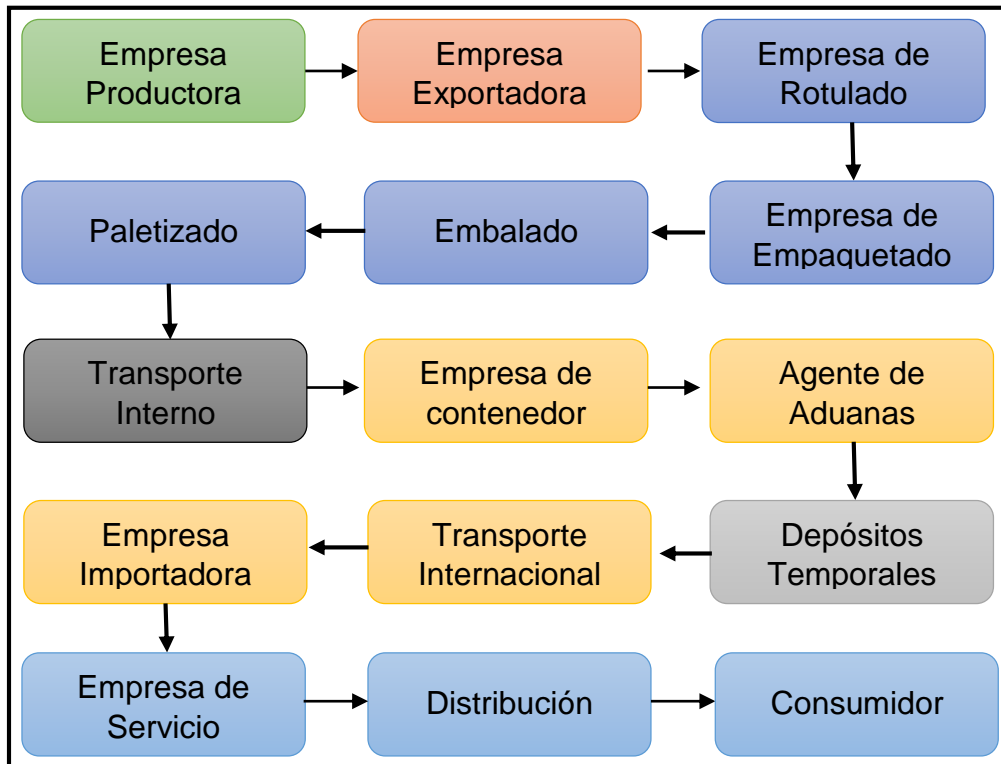 Empresa
Productora
Empresa
Exportadora
Empresa de
Rotulado
Paletizado
Embalado
Empresa de
Empaquetado
Transporte
Interno
Empresa de
contenedor
Agente de
Aduanas
Empresa
Importadora
Transporte
Internacional
Depósitos
Temporales
Empresa de
Servicio
Distribución
Consumidor